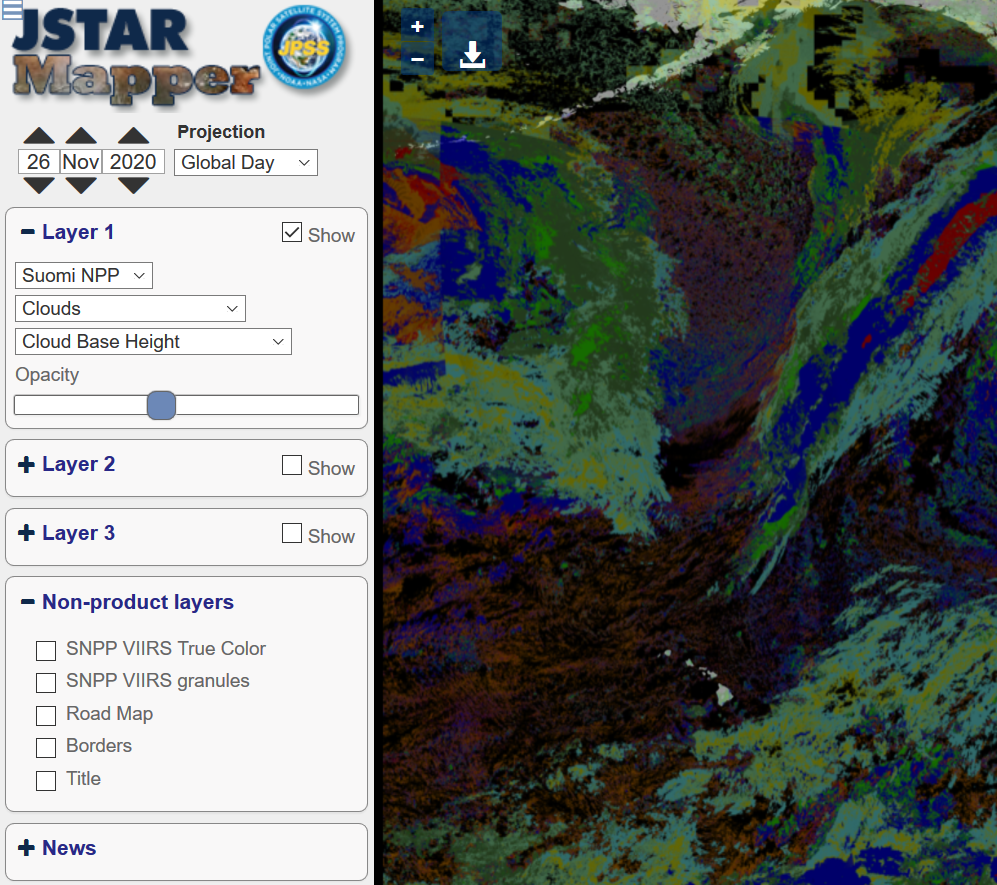 JSTAR
Mapper
JPSS
26 Nov 2020
Projection
Global Day
Layer 1
Show
Suomi NPP
Clouds
Cloud Base Height
Opacity
Layer 2
Show
Layer 3
Show
Non-product layers
SNPP VIIRS True Color
SNPP VIIRS granules
Road Map
Borders
Title
News